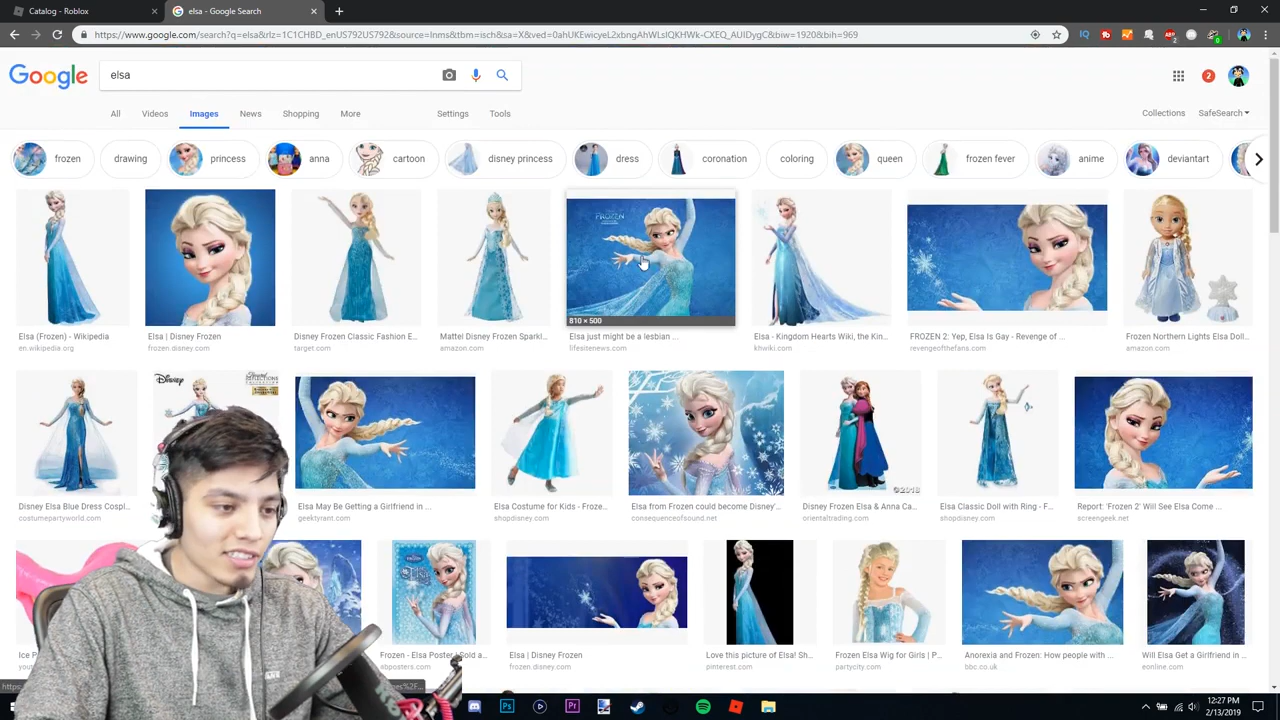 Catalog - Roblox
elsa - Google Search
https://www.google.com/search?q=elsa&rlz=1C1CHBD_enUS792US792&source=lnms&tbm=isch&sa=X&ved=0ahUKEwicyeL2xbngAhWLslQKHWk-CXEQ_AUIDygC&biw=1920&bih=969
Google
elsa
2
All
Videos
Images
News
Shopping
More
Settings
Tools
Collections
SafeSearch
frozen
drawing
princess
anna
cartoon
disney princess
dress
coronation
coloring
queen
frozen fever
anime
deviantart
FROZEN
810 × 500
Elsa (Frozen) - Wikipedia
en.wikipedia.org
Elsa | Disney Frozen
frozen.disney.com
Disney Frozen Classic Fashion E...
target.com
Mattel Disney Frozen Sparkl...
amazon.com
Elsa just might be a lesbian ...
lifesitenews.com
Elsa - Kingdom Hearts Wiki, the Kin...
khwiki.com
FROZEN 2: Yep, Elsa Is Gay - Revenge of ...
revengeofthefans.com
Frozen Northern Lights Elsa Doll...
amazon.com
Disney
©2018
Disney Elsa Blue Dress Cospl...
costumepartyworld.com
Elsa May Be Getting a Girlfriend in ...
geektyrant.com
Elsa Costume for Kids - Froze...
shopdisney.com
Elsa from Frozen could become Disney'...
consequenceofsound.net
Disney Frozen Elsa & Anna Ca...
orientaltrading.com
Elsa Classic Doll with Ring - F...
shopdisney.com
Report: 'Frozen 2' Will See Elsa Come ...
screengeek.net
Ice P
yout
Frozen - Elsa Poster | Sold a...
abposters.com
Elsa | Disney Frozen
frozen.disney.com
Love this picture of Elsa! Sh...
pinterest.com
Frozen Elsa Wig for Girls | P...
partycity.com
Anorexia and Frozen: How people with ...
bbc.co.uk
Will Elsa Get a Girlfriend in ...
eonline.com
https
12:27 PM
2/13/2019